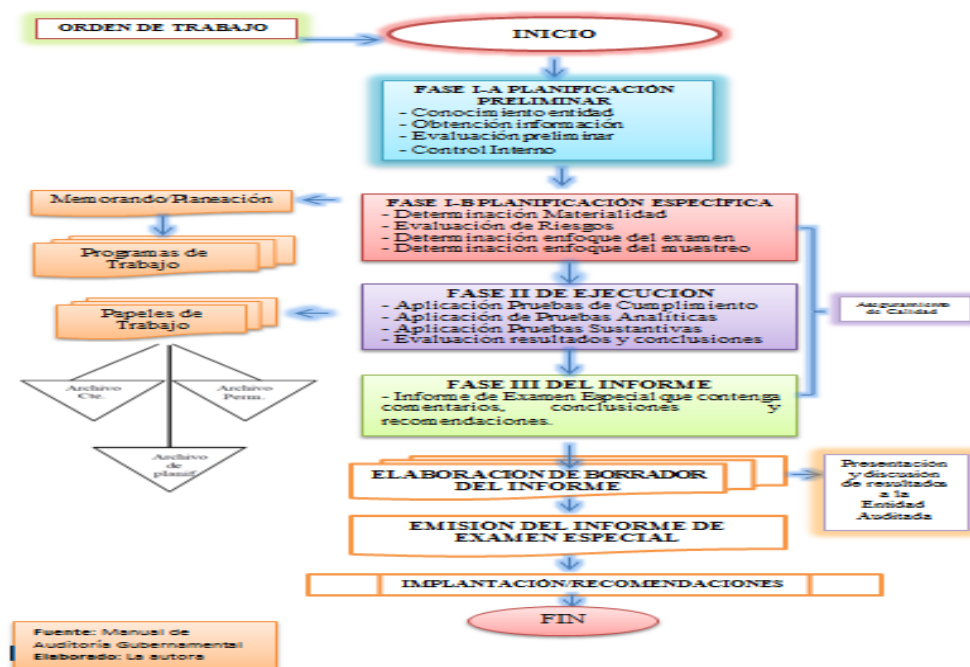 ORDEN DE TRABAJO
INICIO
FASE I-A PLANIFICACIÓN
PRELIMINAR
- Conocimiento entidad
- Obtención información
- Evaluación preliminar
- Control Interno
Memorando/Planeación
FASE I-B PLANIFICACIÓN ESPECÍFICA
- Determinación Materialidad
- Evaluación de Riesgos
- Determinación enfoque del examen
- Determinación enfoque del muestreo
Programas de
Trabajo
FASE II DE EJECUCIÓN
- Aplicación Pruebas de Cumplimiento
- Aplicación de Pruebas Analíticas
- Aplicación Pruebas Sustantivas
- Evaluación resultados y conclusiones
Aseguramiento
de Calidad
Papeles de
Trabajo
Archivo
Cte.
Archivo
Perm.
Archivo
de
planif.
FASE III DEL INFORME
- Informe de Examen Especial que contenga
comentarios, conclusiones y
recomendaciones.
ELABORACIÓN DE BORRADOR
DEL INFORME
Presentación
y discusión
de resultados
a la
Entidad
Auditada
EMISION DEL INFORME DE
EXAMEN ESPECIAL
IMPLANTACIÓN/RECOMENDACIONES
FIN
Fuente: Manual de
Auditoría Gubernamental
Elaborado: La autora